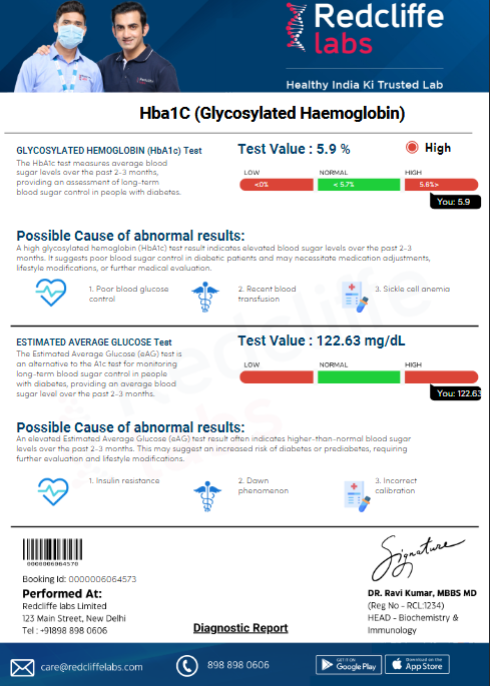 Redcliffe
labs
Healthy India Ki Trusted Lab
Hba1C (Glycosylated Haemoglobin)
GLYCOSYLATED HEMOGLOBIN (HbA1c) Test
The HbA1c test measures average blood
sugar levels over the past 2-3 months,
providing an assessment of long-term
blood sugar control in people with diabetes.
Test Value : 5.9 %
High
LOW NORMAL HIGH
<0% < 5.7% 5.8%>
You: 5.9
Possible Cause of abnormal results:
A high glycosylated hemoglobin (HbA1c) test result indicates elevated blood sugar levels over the past 2-3
months. It suggests poor blood sugar control in diabetic patients and may necessitate medication adjustments,
lifestyle modifications, or further medical evaluation.
1. Poor blood glucose
control
2. Recent blood
transfusion
3. Sickle cell anemia
ESTIMATED AVERAGE GLUCOSE Test
The Estimated Average Glucose (eAG) test is
an alternative to the A1c test for monitoring
long-term blood sugar control in people
with diabetes, providing an average blood
sugar level over the past 2-3 months.
Test Value : 122.63 mg/dL
LOW NORMAL HIGH
You: 122.63
Possible Cause of abnormal results:
An elevated Estimated Average Glucose (eAG) test result often indicates higher-than-normal blood sugar
levels over the past 2-3 months. This may suggest an increased risk of diabetes or prediabetes, requiring
further evaluation and lifestyle modifications.
1. Insulin resistance
2. Dawn
phenomenon
3. Incorrect
calibration
Redcliffe
labs
0000006064570
Booking Id: 0000006064573
Performed At:
Redcliffe labs Limited
123 Main Street, New Delhi
Tel : +91898 898 0606
Diagnostic Report
Signature
DR. Ravi Kumar, MBBS MD
(Reg No - RCL:1234)
HEAD - Biochemistry &
Immunology
care@redcliffelabs.com
898 898 0606
GET IT ON
Google Play
Download on the
App Store